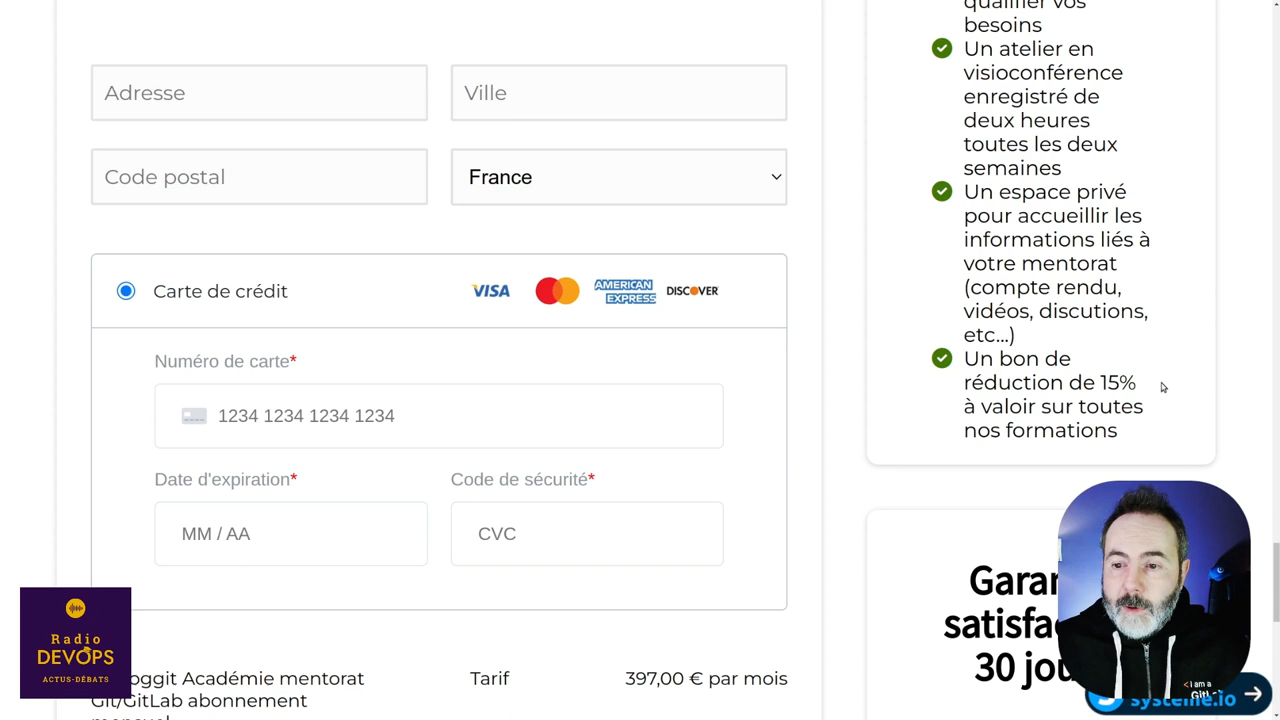 Adresse
Ville
Code postal
France
Carte de crédit
VISA
AMERICAN
EXPRESS
DISCOVER
Numéro de carte*
1234 1234 1234 1234
Date d'expiration*
Code de sécurité*
MM / AA
CVC
Radio
DEVOPS
ACTUS-DÉBATS
oggit Académie mentorat
Git/GitLab abonnement
mensuel
Tarif
397,00 € par mois
qualifier vos
besoins
Un atelier en
visioconférence
enregistré de
deux heures
toutes les deux
semaines
Un espace privé
pour accueillir les
informations liés à
votre mentorat
(compte rendu,
vidéos, discutions,
etc...)
Un bon de
réduction de 15%
à valoir sur toutes
nos formations
Garan
satisfa
30 jou
<I am a
GitL
systeme.io